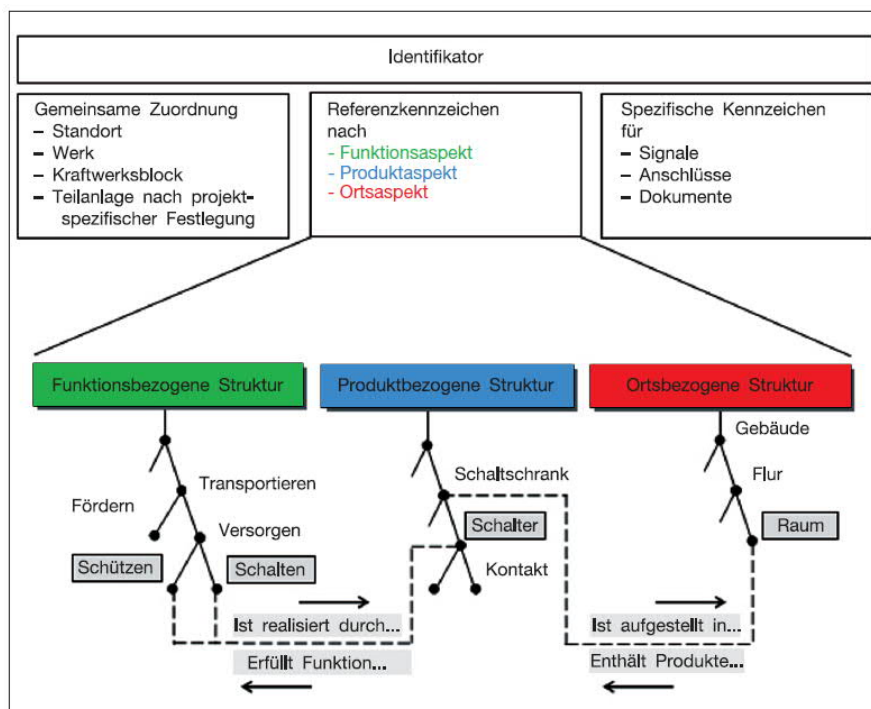 Identifikator
Gemeinsame Zuordnung
– Standort
– Werk
– Kraftwerksblock
– Teilanlage nach projekt-
spezifischer Festlegung
Referenzkennzeichen
nach
- Funktionsaspekt
- Produktaspekt
- Ortsaspekt
Spezifische Kennzeichen
für
– Signale
– Anschlüsse
– Dokumente
Funktionsbezogene Struktur
Transportieren
Fördern
Versorgen
Schützen
Schalten
Produktbezogene Struktur
Schaltschrank
Schalter
Kontakt
Ortsbezogene Struktur
Gebäude
Flur
Raum
Ist realisiert durch...
Erfüllt Funktion...
Ist aufgestellt in...
Enthält Produkte...